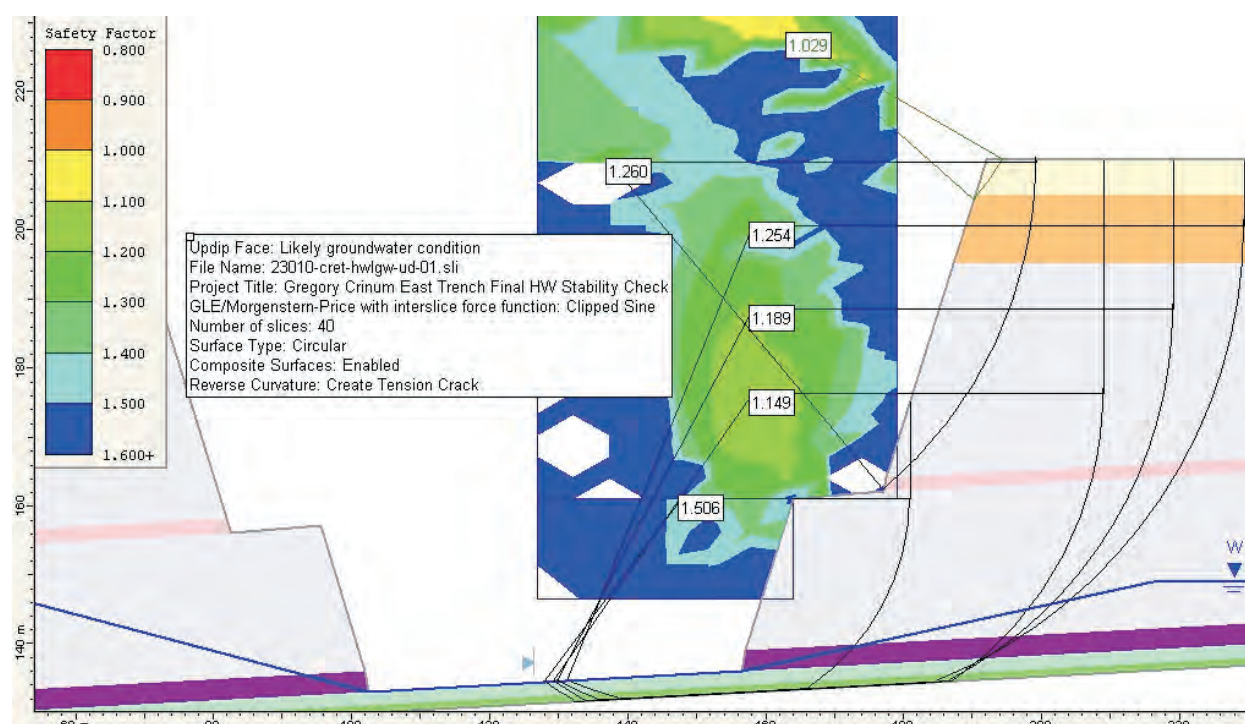 Safety Factor
0.800
0.900
1.000
1.100
1.200
1.300
1.400
1.500
1.600+
220
200
180
160
140 m
1.029
1.260
1.254
1.189
1.149
1.506
Updip Face: Likely groundwater condition
File Name: 23010-cret-hwlgw-ud-01.sli
Project Title: Gregory Crinum East Trench Final HW Stability Check
GLE/Morgenstern-Price with interslice force function: Clipped Sine
Number of slices: 40
Surface Type: Circular
Composite Surfaces: Enabled
Reverse Curvature: Create Tension Crack
W